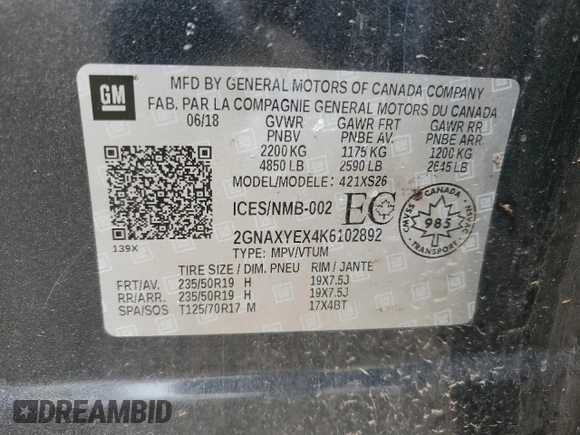 GM
MFD BY GENERAL MOTORS OF CANADA COMPANY
FAB. PAR LA COMPAGNIE GENERAL MOTORS DU CANADA
06/18 GVWR GAWR FRT GAWR RR
PNBV PNBE AV. PNBE ARR.
2200 KG 1175 KG 1200 KG
4850 LB 2590 LB 2645 LB
MODEL/MODÈLE: 421XS26
ICES/NMB-002 EC
CMVSS NSVAC CANADA
985
TRANSPORT
139X
2GNAXYEX4K6102892
TYPE: MPV/VTUM
TIRE SIZE / DIM. PNEU RIM / JANTE
FRT/AV. 235/50R19 H 19X7.5J
RR/ARR. 235/50R19 H 19X7.5J
SPA/SOS T125/70R17 M 17X4BT
DREAMBID